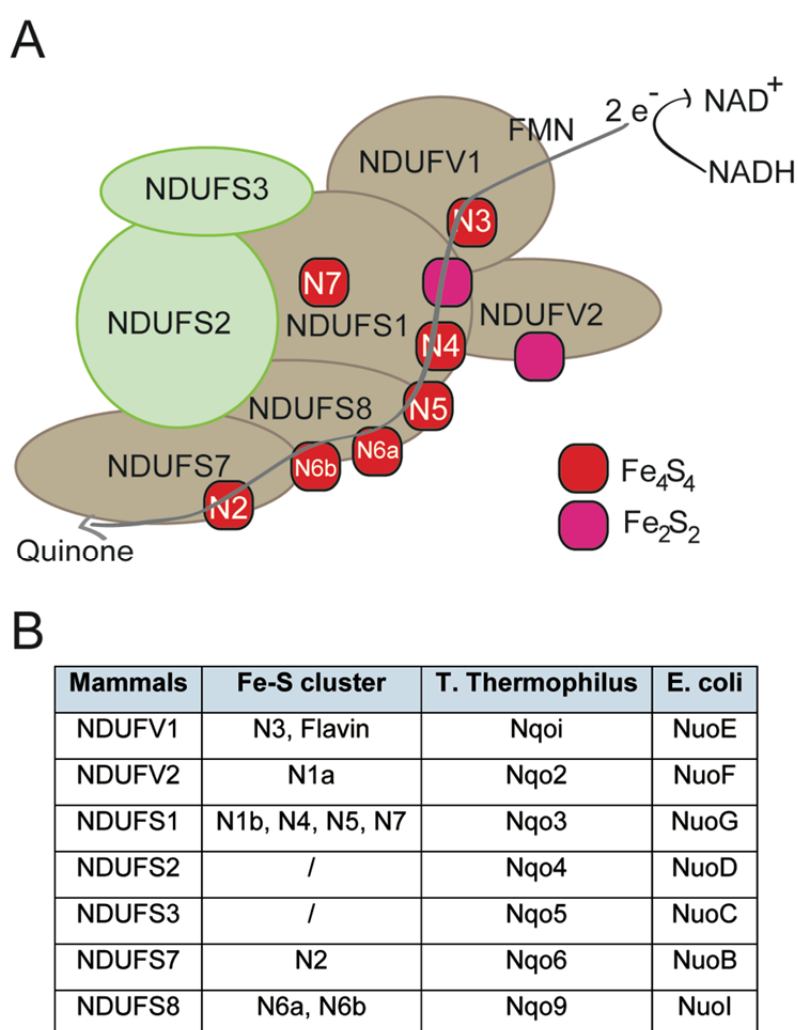 A
2 e-
NAD+
FMN
NDUFV1
NADH
NDUFS3
N3
N7
NDUFS2
NDUFS1
NDUFV2
N4
NDUFS8
N5
NDUFS7
N6b
N6a
Fe4S4
N2
Fe2S2
Quinone
B
Mammals Fe-S cluster T. Thermophilus E. coli
NDUFV1 N3, Flavin Nqoi NuoE
NDUFV2 N1a Nqo2 NuoF
NDUFS1 N1b, N4, N5, N7 Nqo3 NuoG
NDUFS2 / Nqo4 NuoD
NDUFS3 / Nqo5 NuoC
NDUFS7 N2 Nqo6 NuoB
NDUFS8 N6a, N6b Nqo9 NuoI